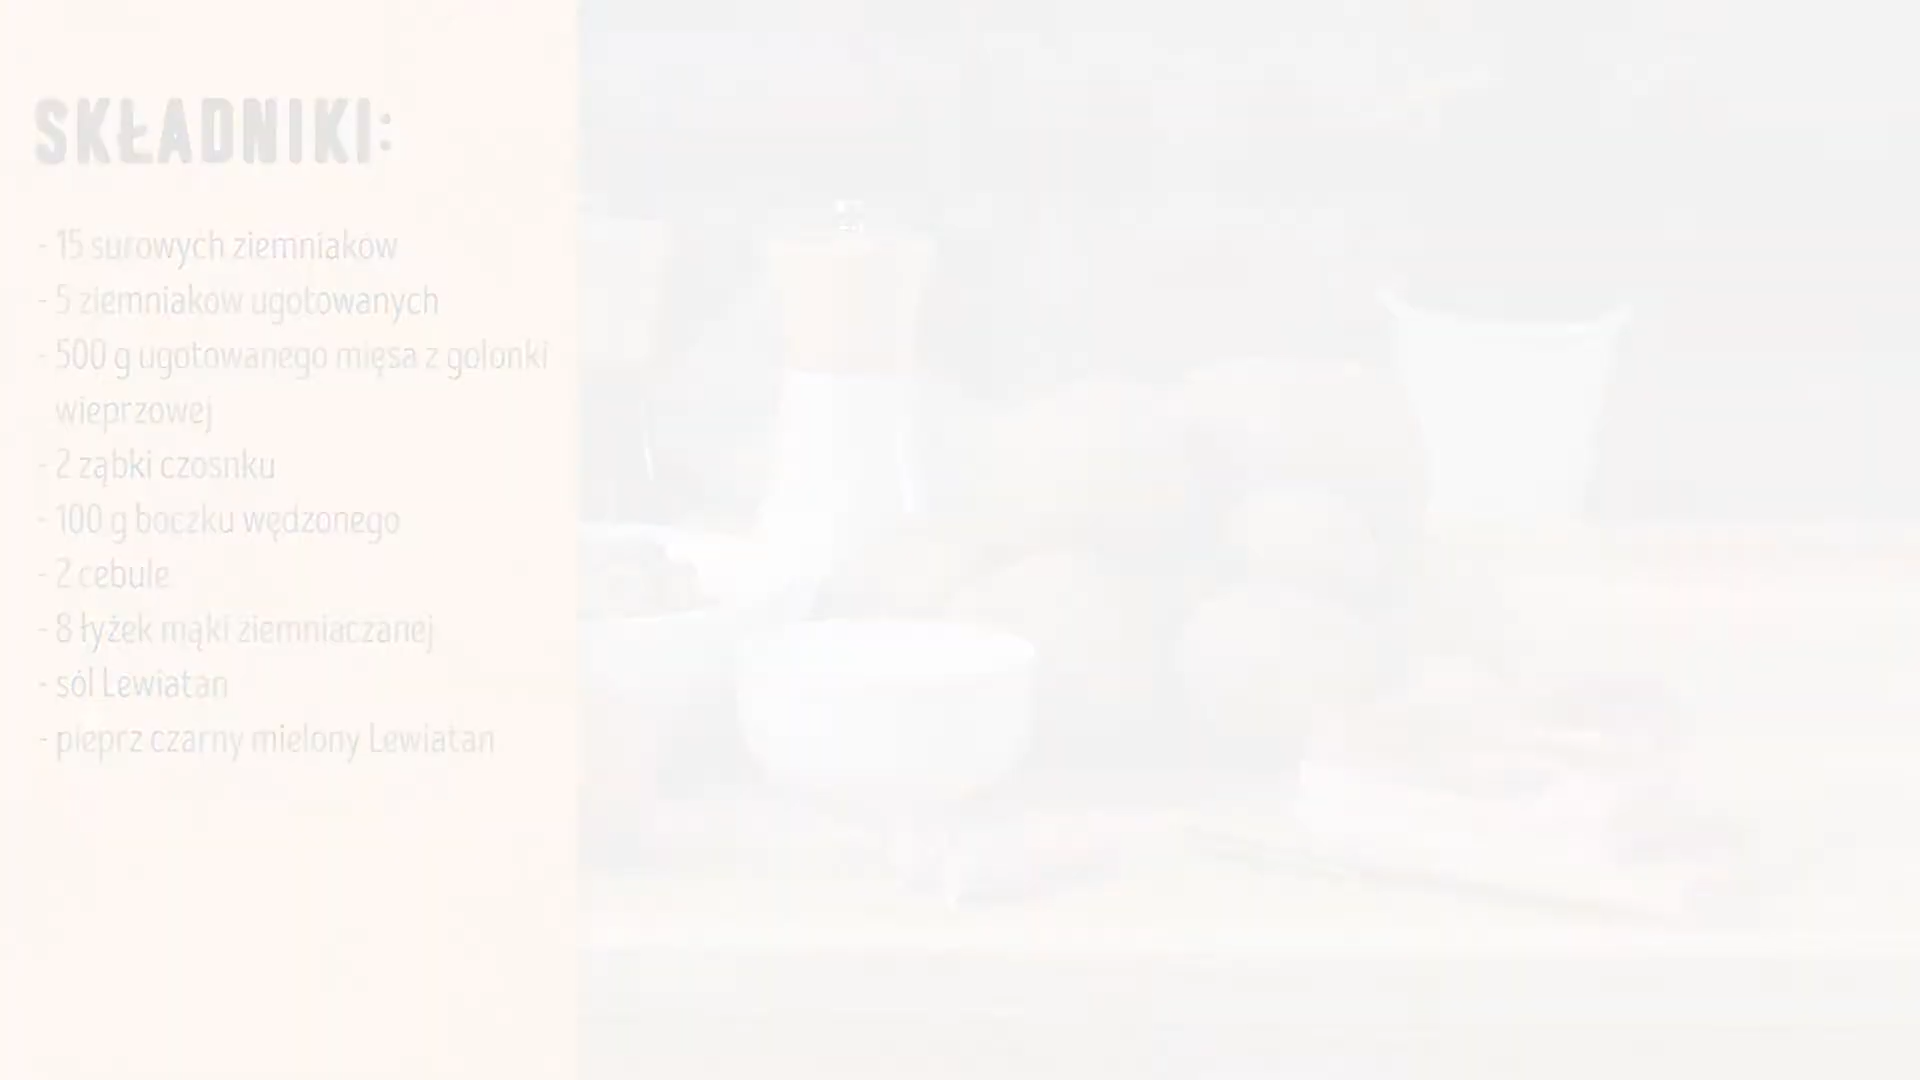 SKŁADNIKI:
- 15 surowych ziemniaków
- 5 ziemniaków ugotowanych
- 500 g ugotowanego mięsa z golonki
wieprzowej
- 2 ząbki czosnku
- 100 g boczku wędzonego
- 2 cebule
- 8 łyżek mąki ziemniaczanej
- sól Lewiatan
- pieprz czarny mielony Lewiatan